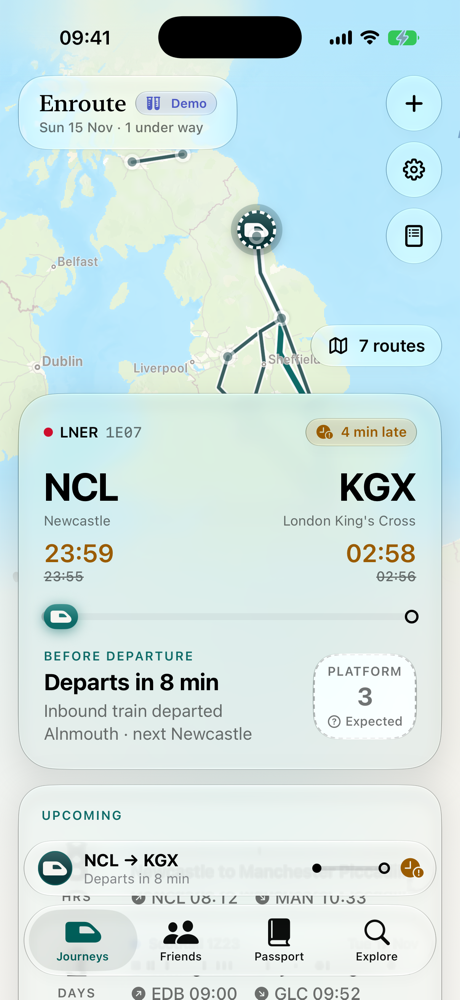 09:41
Enroute Demo
Sun 15 Nov · 1 under way
Belfast
Dublin
Liverpool
Sheffield
7 routes
LNER 1E07
4 min late
NCL
KGX
Newcastle
London King's Cross
23:59
02:58
23:55
02:56
BEFORE DEPARTURE
Departs in 8 min
Inbound train departed
Alnmouth · next Newcastle
PLATFORM
3
Expected
UPCOMING
NCL → KGX
Departs in 8 min
HRS
NCL 08:12
MAN 10:33
Journeys
Friends
Passport
Explore
DAYS
EDB 09:00
GLC 09:52